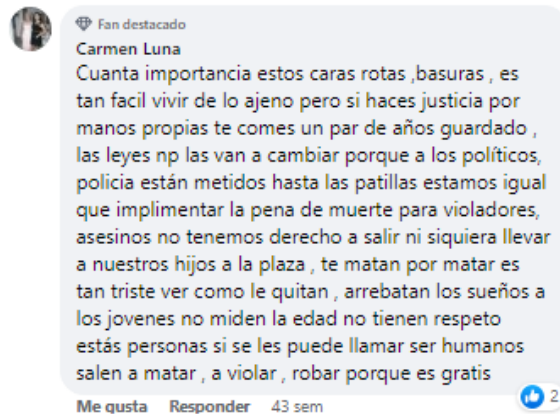 Fan destacado
Carmen Luna
Cuanta importancia estos caras rotas ,basuras , es
tan facil vivir de lo ajeno pero si haces justicia por
manos propias te comes un par de años guardado ,
las leyes np las van a cambiar porque a los políticos,
policia están metidos hasta las patillas estamos igual
que implimentar la pena de muerte para violadores,
asesinos no tenemos derecho a salir ni siquiera llevar
a nuestros hijos a la plaza , te matan por matar es
tan triste ver como le quitan , arrebatan los sueños a
los jovenes no miden la edad no tienen respeto
estás personas si se les puede llamar ser humanos
salen a matar , a violar , robar porque es gratis
Me gusta Responder 43 sem 2